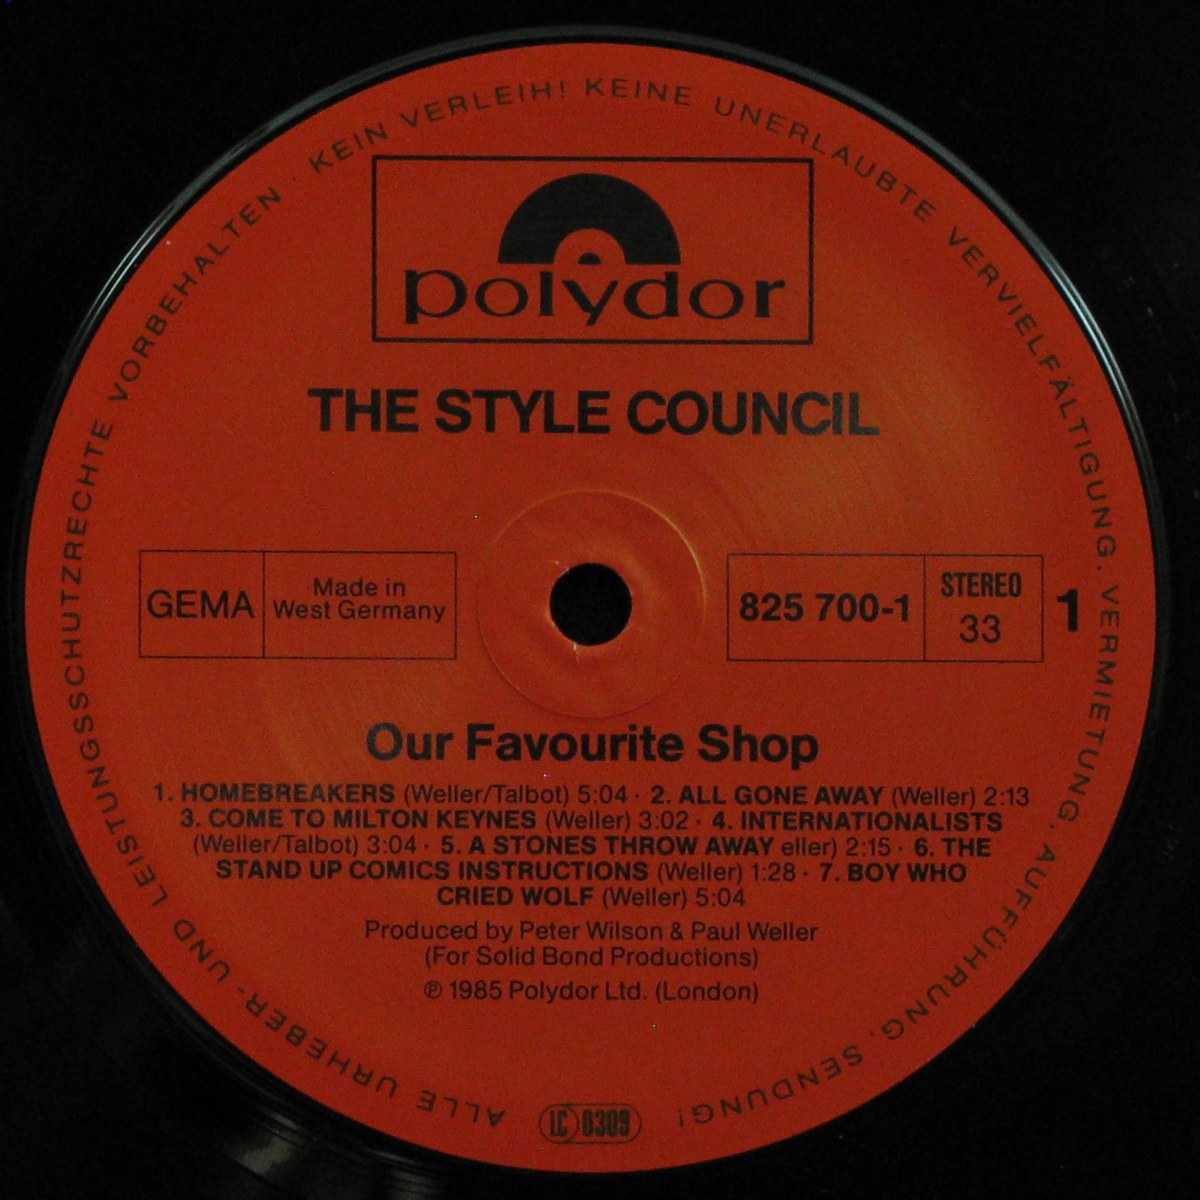 ALLE URHEBER- UND LEISTUNGSSCHUTZRECHTE VORBEHALTEN · KEIN VERLEIH! KEINE UNERLAUBTE VERVIELFÄLTIGUNG, VERMIETUNG, AUFFÜHRUNG, SENDUNG!
polydor
THE STYLE COUNCIL
GEMA
Made in
West Germany
825 700-1
STEREO
33
1
Our Favourite Shop
1. HOMEBREAKERS (Weller/Talbot) 5:04 · 2. ALL GONE AWAY (Weller) 2:13
3. COME TO MILTON KEYNES (Weller) 3:02 · 4. INTERNATIONALISTS
(Weller/Talbot) 3:04 · 5. A STONES THROW AWAY eller) 2:15 · 6. THE
STAND UP COMICS INSTRUCTIONS (Weller) 1:28 · 7. BOY WHO
CRIED WOLF (Weller) 5:04
Produced by Peter Wilson & Paul Weller
(For Solid Bond Productions)
℗ 1985 Polydor Ltd. (London)
LC 0309